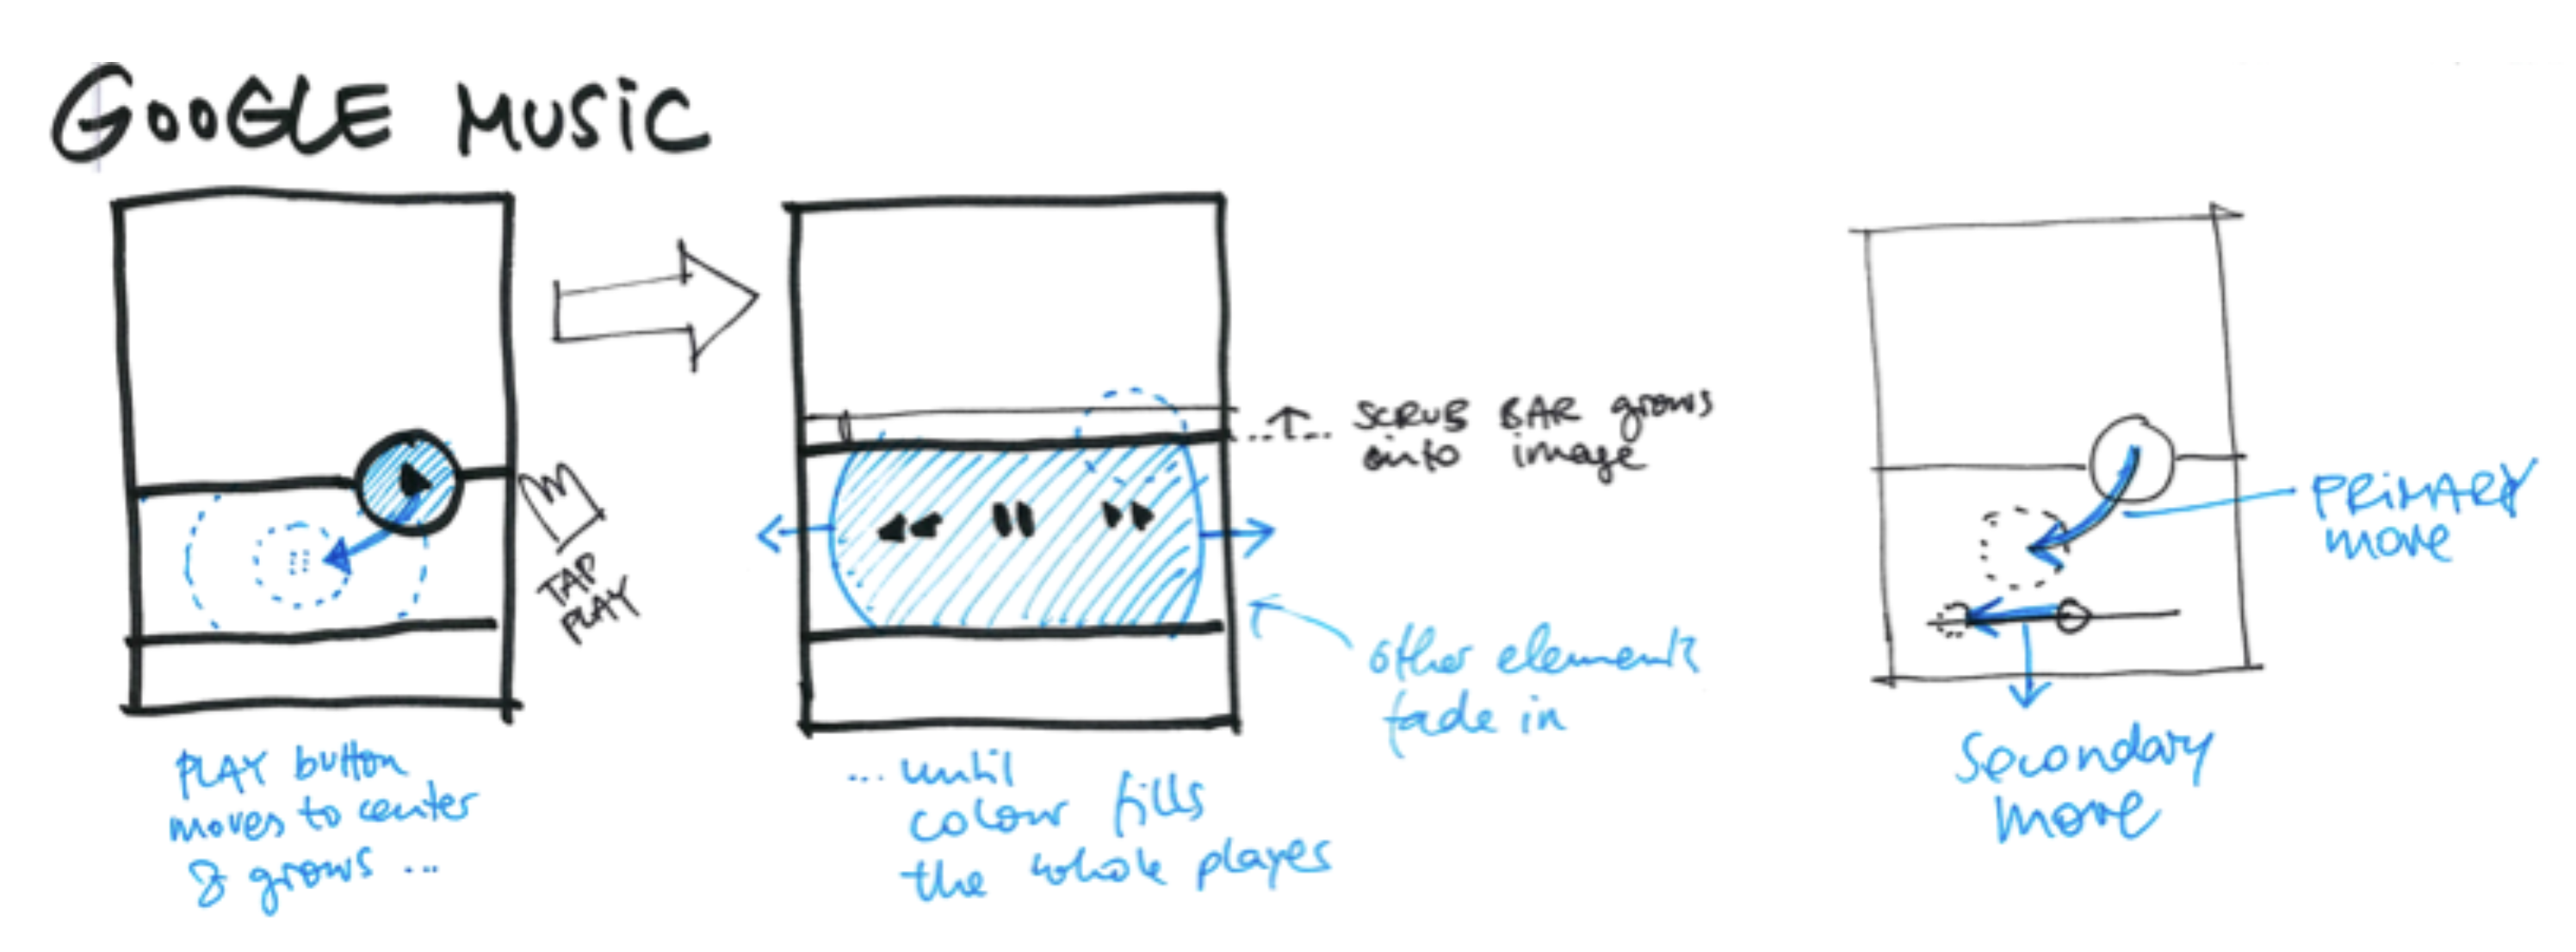 GOOGLE MUSiC
TAP
PLAY
PLAY button
moves to center
& grows ...
SCRUB BAR grows
onto image
other elements
fade in
... until
colour fills
the whole player
PRiMARY
move
Secondary
move